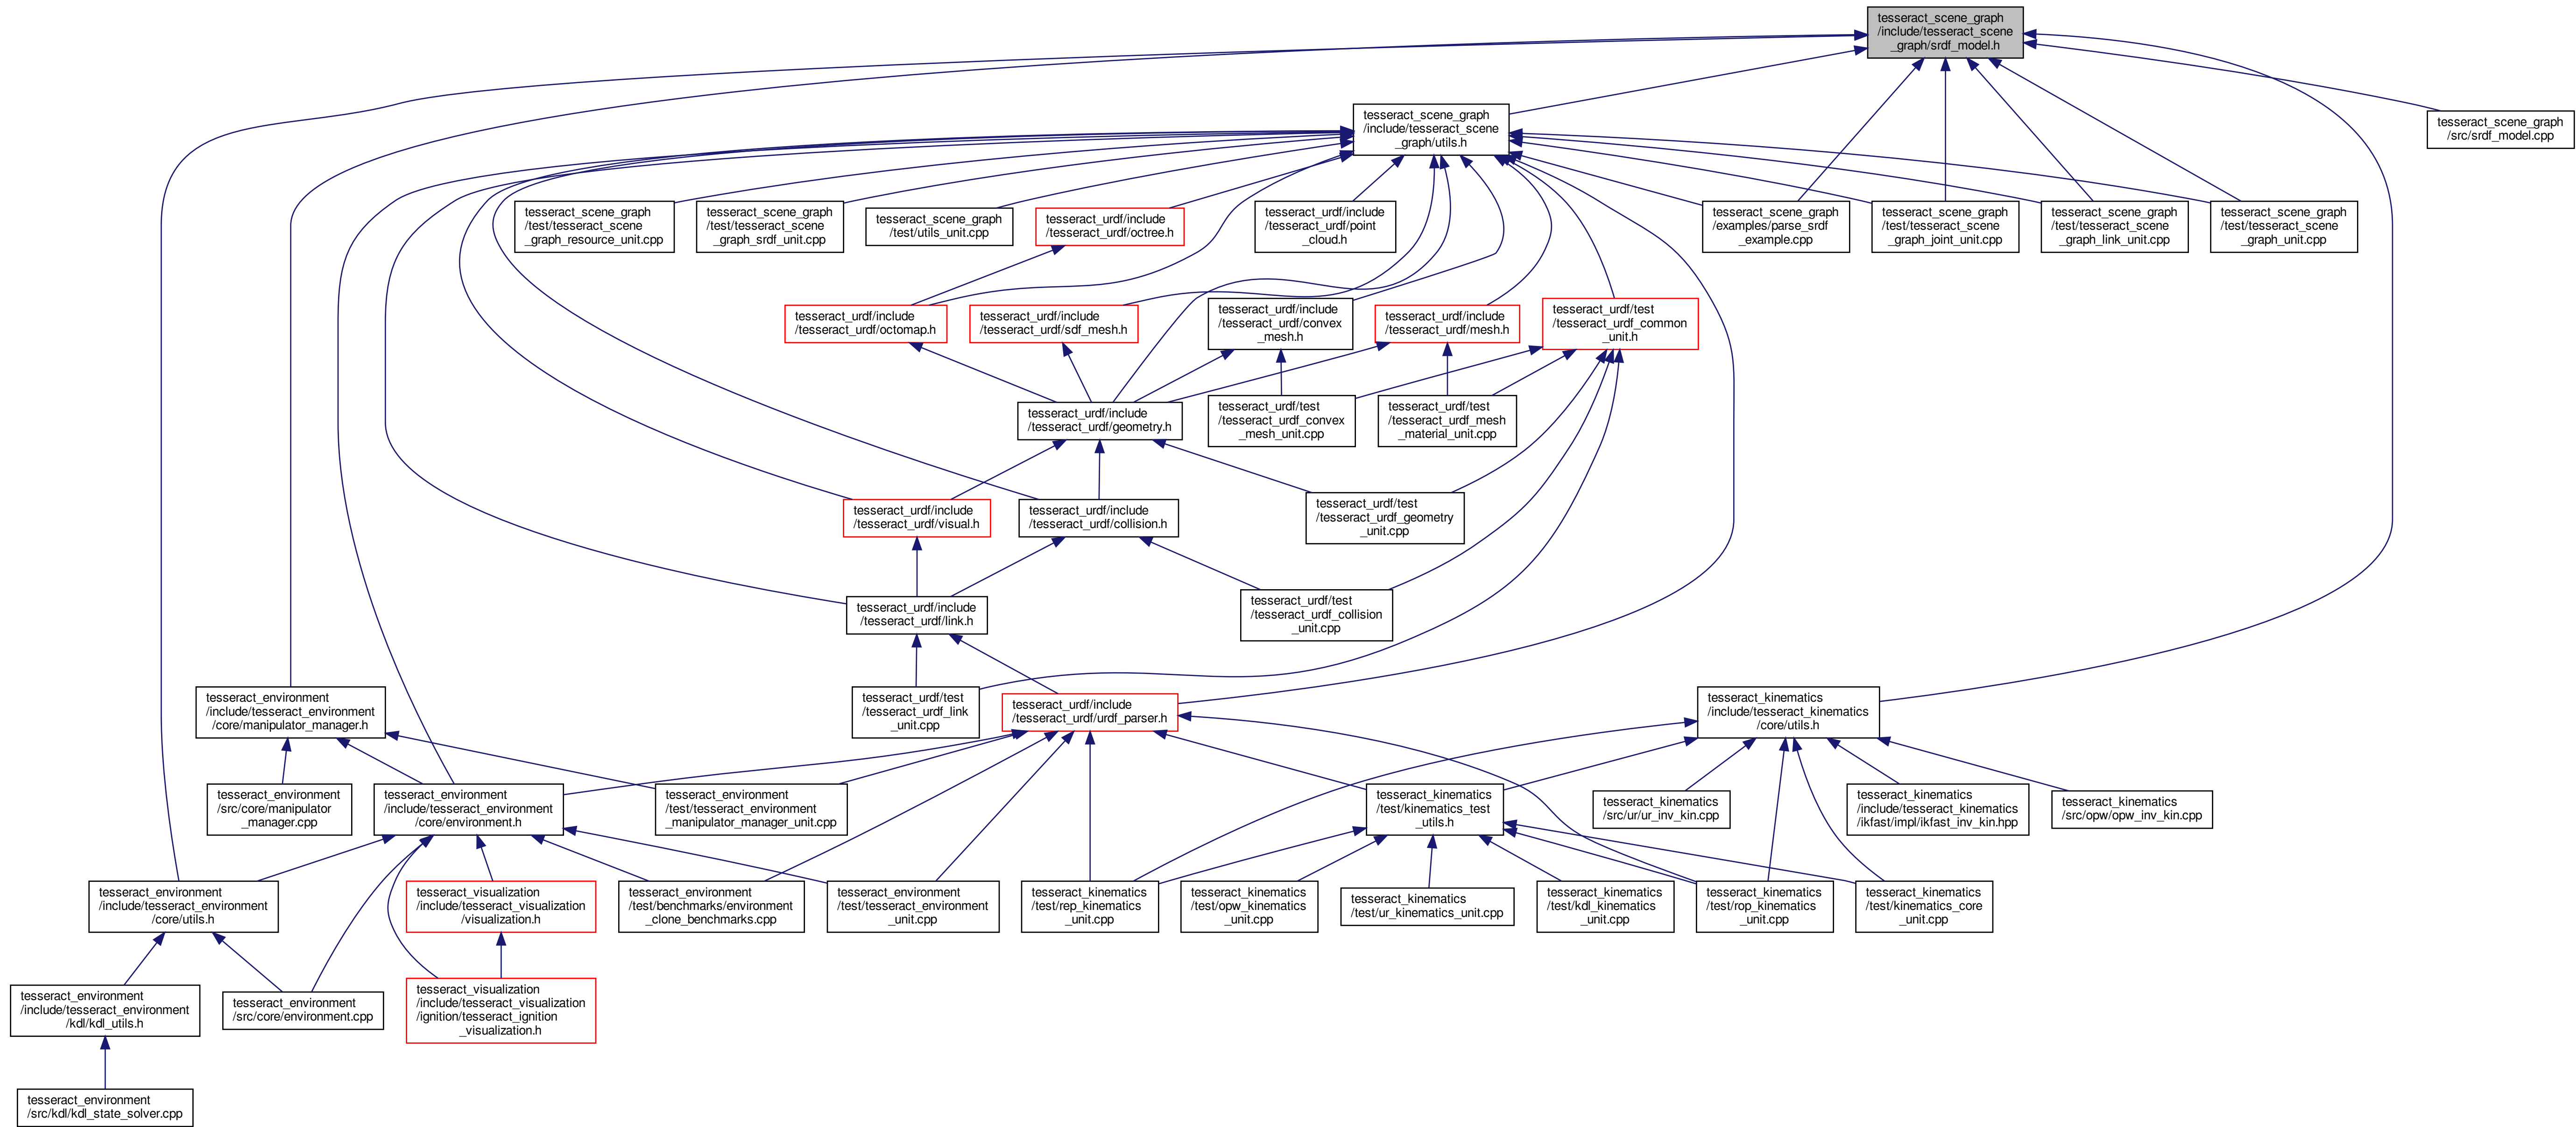 tesseract_scene_graph
/include/tesseract_scene
_graph/srdf_model.h
tesseract_scene_graph
/include/tesseract_scene
_graph/utils.h
tesseract_scene_graph
/src/srdf_model.cpp
tesseract_scene_graph
/test/tesseract_scene
_graph_resource_unit.cpp
tesseract_scene_graph
/test/tesseract_scene
_graph_srdf_unit.cpp
tesseract_scene_graph
/test/utils_unit.cpp
tesseract_urdf/include
/tesseract_urdf/octree.h
tesseract_urdf/include
/tesseract_urdf/point
_cloud.h
tesseract_scene_graph
/examples/parse_srdf
_example.cpp
tesseract_scene_graph
/test/tesseract_scene
_graph_joint_unit.cpp
tesseract_scene_graph
/test/tesseract_scene
_graph_link_unit.cpp
tesseract_scene_graph
/test/tesseract_scene
_graph_unit.cpp
tesseract_urdf/include
/tesseract_urdf/octomap.h
tesseract_urdf/include
/tesseract_urdf/sdf_mesh.h
tesseract_urdf/include
/tesseract_urdf/convex
_mesh.h
tesseract_urdf/include
/tesseract_urdf/mesh.h
tesseract_urdf/test
/tesseract_urdf_common
_unit.h
tesseract_urdf/include
/tesseract_urdf/geometry.h
tesseract_urdf/test
/tesseract_urdf_convex
_mesh_unit.cpp
tesseract_urdf/test
/tesseract_urdf_mesh
_material_unit.cpp
tesseract_urdf/include
/tesseract_urdf/visual.h
tesseract_urdf/include
/tesseract_urdf/collision.h
tesseract_urdf/test
/tesseract_urdf_geometry
_unit.cpp
tesseract_urdf/include
/tesseract_urdf/link.h
tesseract_urdf/test
/tesseract_urdf_collision
_unit.cpp
tesseract_environment
/include/tesseract_environment
/core/manipulator_manager.h
tesseract_urdf/test
/tesseract_urdf_link
_unit.cpp
tesseract_urdf/include
/tesseract_urdf/urdf_parser.h
tesseract_kinematics
/include/tesseract_kinematics
/core/utils.h
tesseract_environment
/src/core/manipulator
_manager.cpp
tesseract_environment
/include/tesseract_environment
/core/environment.h
tesseract_environment
/test/tesseract_environment
_manipulator_manager_unit.cpp
tesseract_kinematics
/test/kinematics_test
_utils.h
tesseract_kinematics
/src/ur/ur_inv_kin.cpp
tesseract_kinematics
/include/tesseract_kinematics
/ikfast/impl/ikfast_inv_kin.hpp
tesseract_kinematics
/src/opw/opw_inv_kin.cpp
tesseract_environment
/include/tesseract_environment
/core/utils.h
tesseract_visualization
/include/tesseract_visualization
/visualization.h
tesseract_environment
/test/benchmarks/environment
_clone_benchmarks.cpp
tesseract_environment
/test/tesseract_environment
_unit.cpp
tesseract_kinematics
/test/rep_kinematics
_unit.cpp
tesseract_kinematics
/test/opw_kinematics
_unit.cpp
tesseract_kinematics
/test/ur_kinematics_unit.cpp
tesseract_kinematics
/test/kdl_kinematics
_unit.cpp
tesseract_kinematics
/test/rop_kinematics
_unit.cpp
tesseract_kinematics
/test/kinematics_core
_unit.cpp
tesseract_environment
/include/tesseract_environment
/kdl/kdl_utils.h
tesseract_environment
/src/core/environment.cpp
tesseract_visualization
/include/tesseract_visualization
/ignition/tesseract_ignition
_visualization.h
tesseract_environment
/src/kdl/kdl_state_solver.cpp